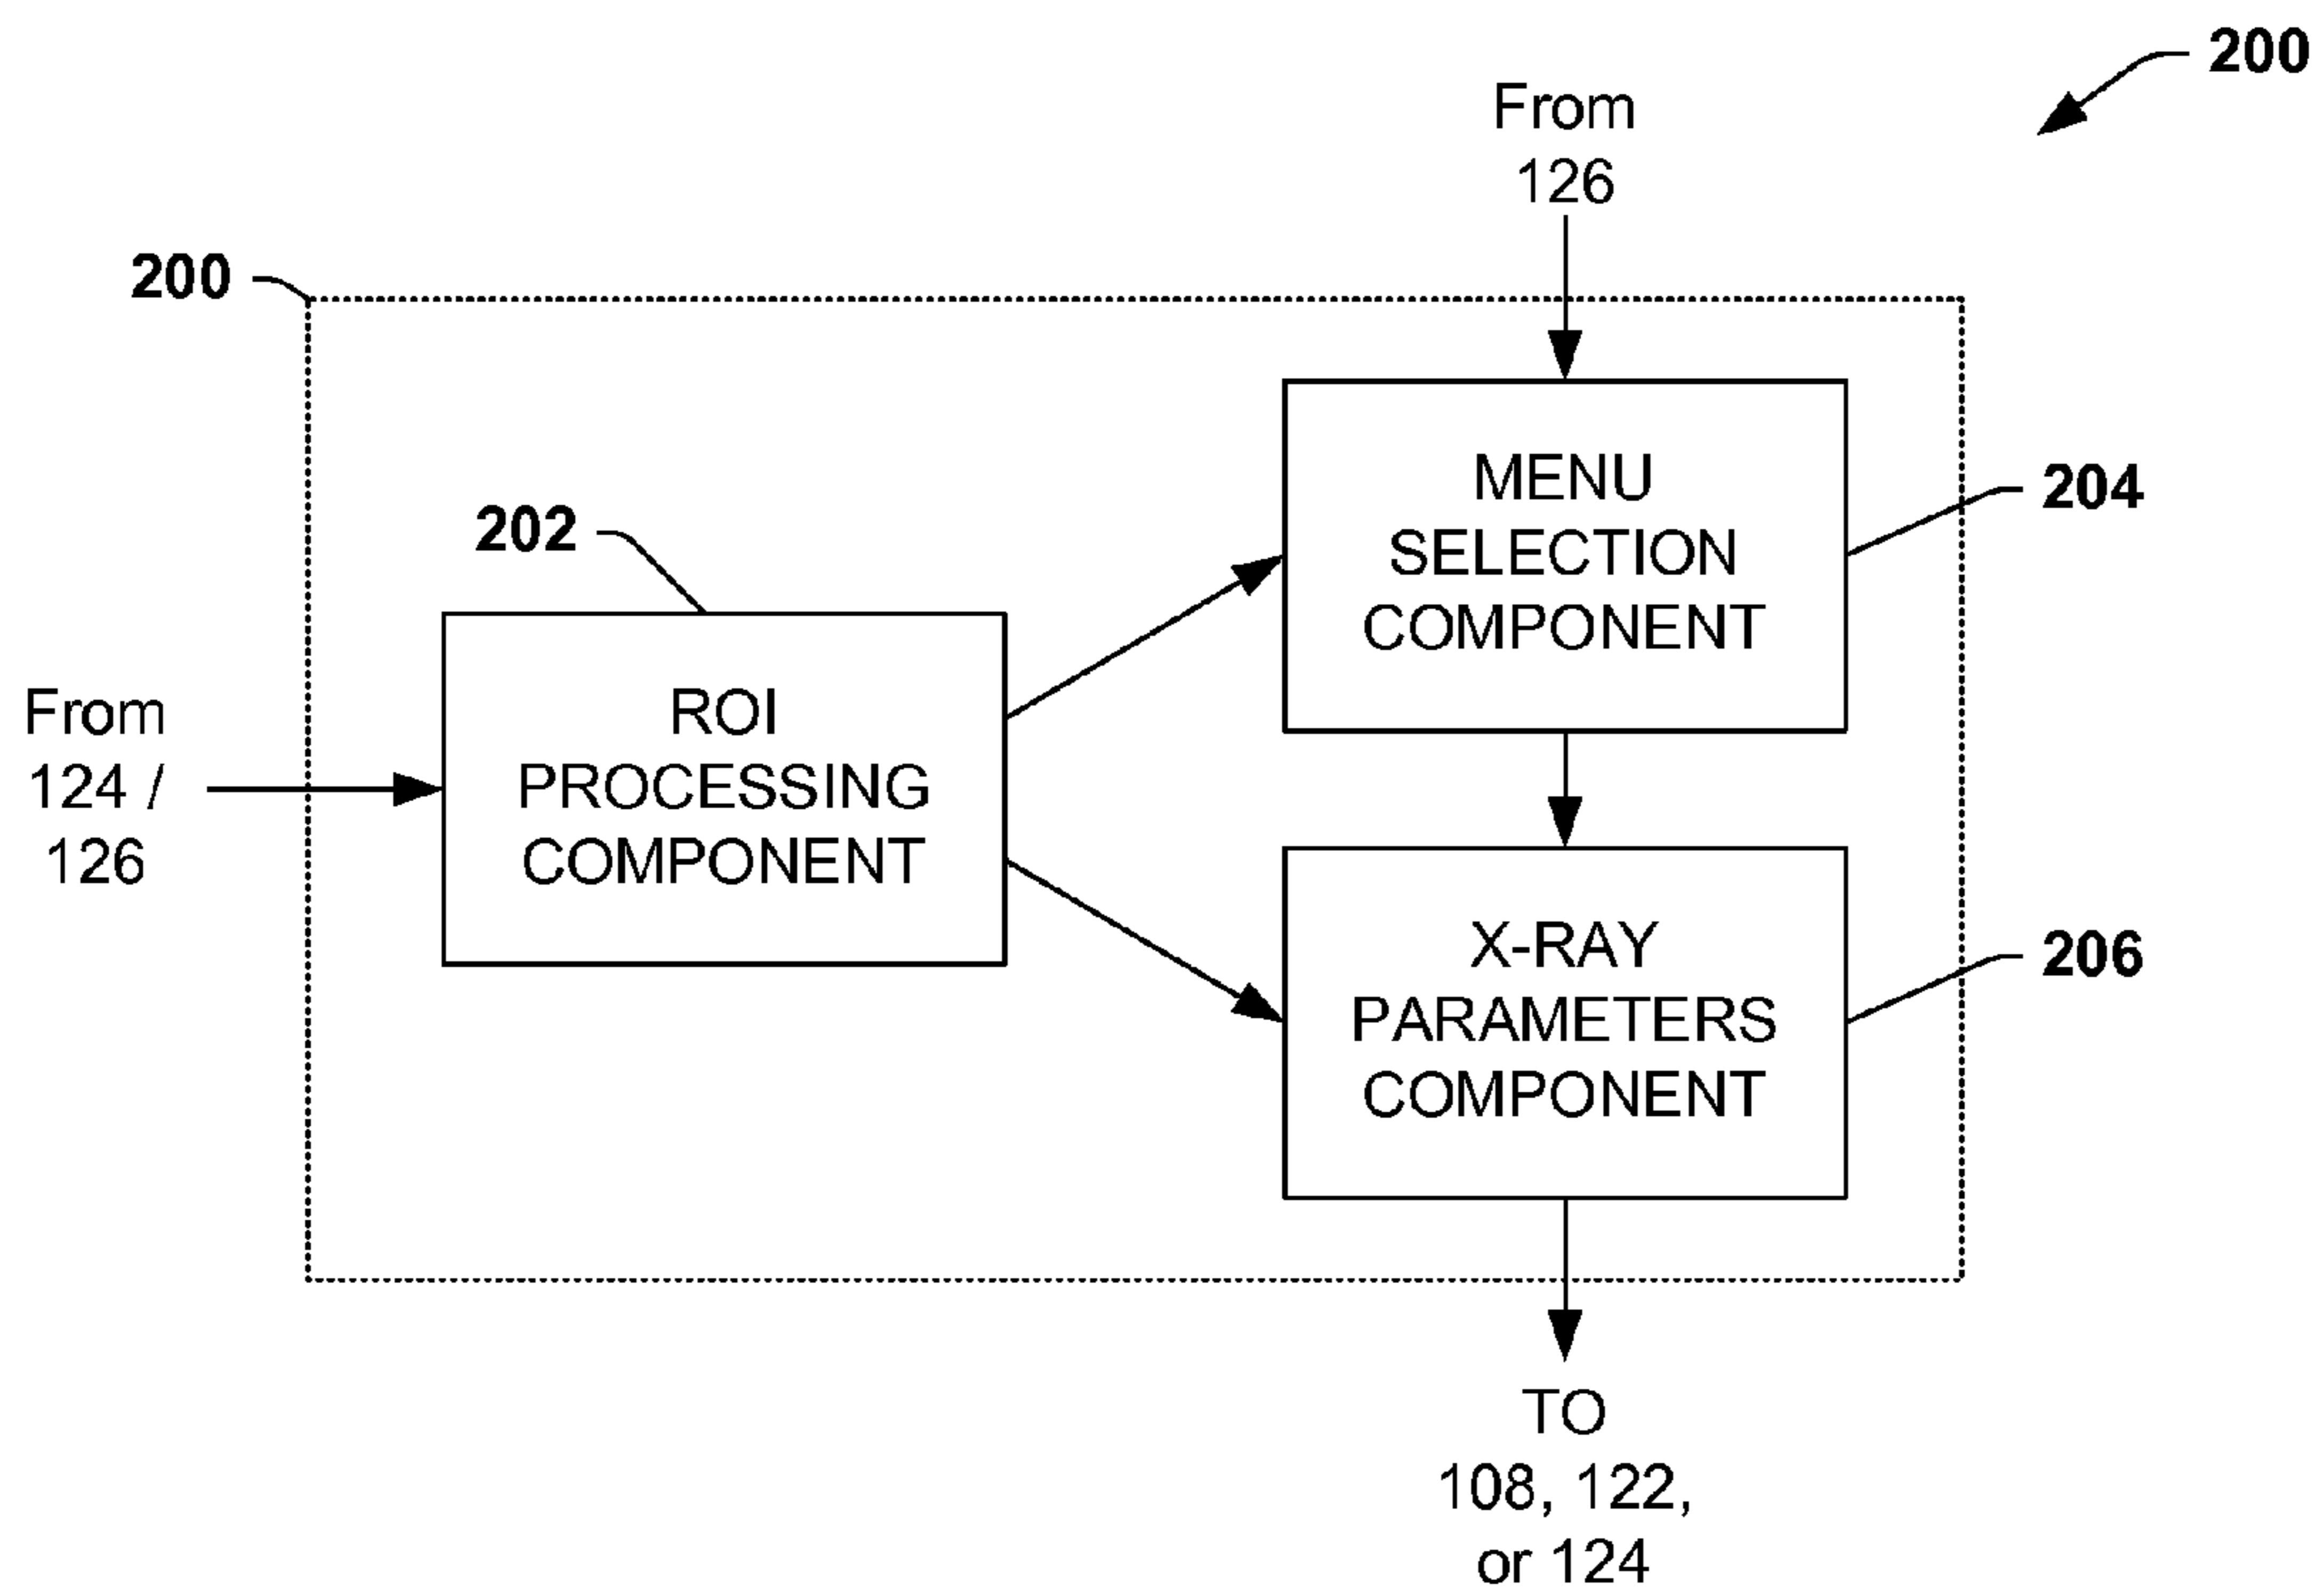 200
From
126
200
MENU
SELECTION
COMPONENT
204
202
ROI
PROCESSING
COMPONENT
From
124 /
126
X-RAY
PARAMETERS
COMPONENT
206
TO
108, 122,
or 124